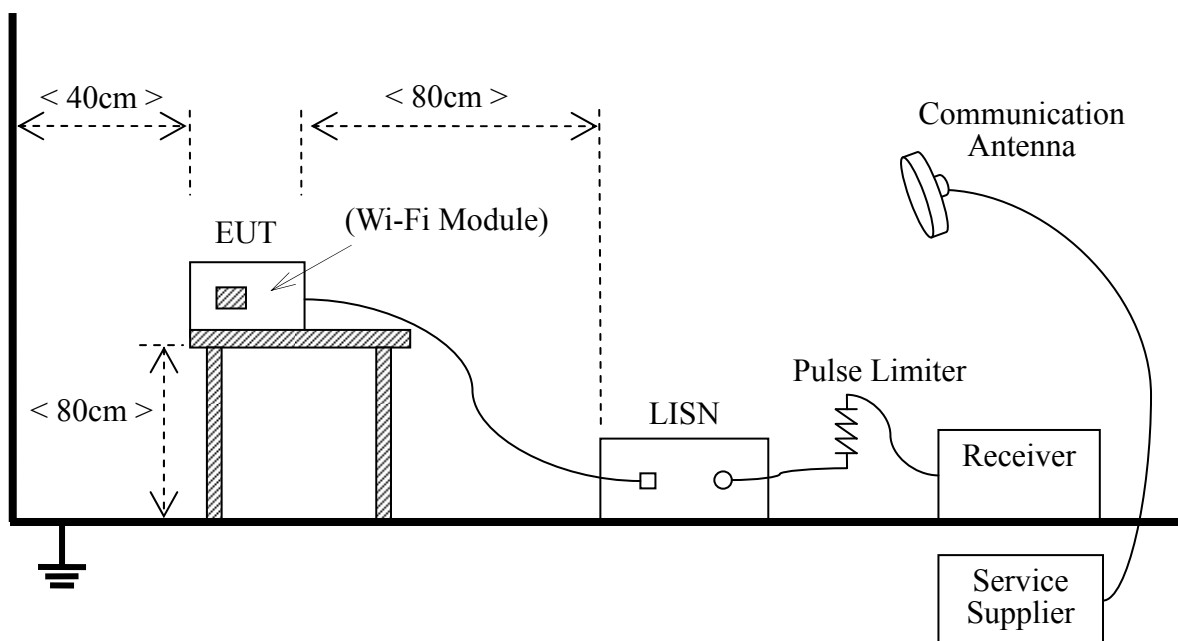 < 40cm >
< 80cm >
Communication
Antenna
(Wi-Fi Module)
EUT
Pulse Limiter
< 80cm >
LISN
Receiver
Service
Supplier